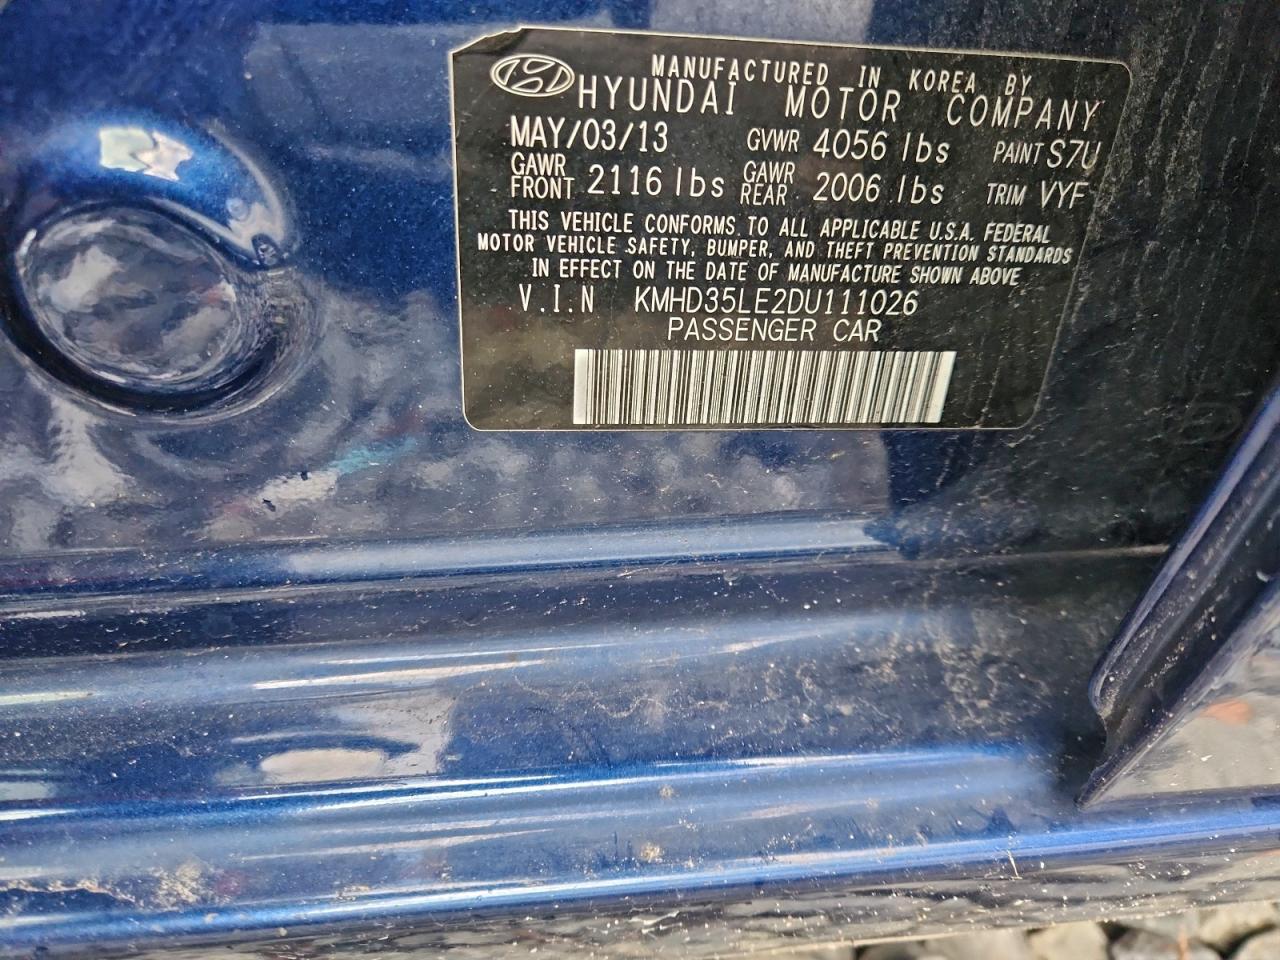 MANUFACTURED IN KOREA BY
HYUNDAI MOTOR COMPANY
MAY/03/13 GVWR 4056 lbs PAINT S7U
GAWR FRONT 2116 lbs GAWR REAR 2006 lbs TRIM VYF
THIS VEHICLE CONFORMS TO ALL APPLICABLE U.S.A. FEDERAL
MOTOR VEHICLE SAFETY, BUMPER, AND THEFT PREVENTION STANDARDS
IN EFFECT ON THE DATE OF MANUFACTURE SHOWN ABOVE
V.I.N KMHD35LE2DU111026
PASSENGER CAR